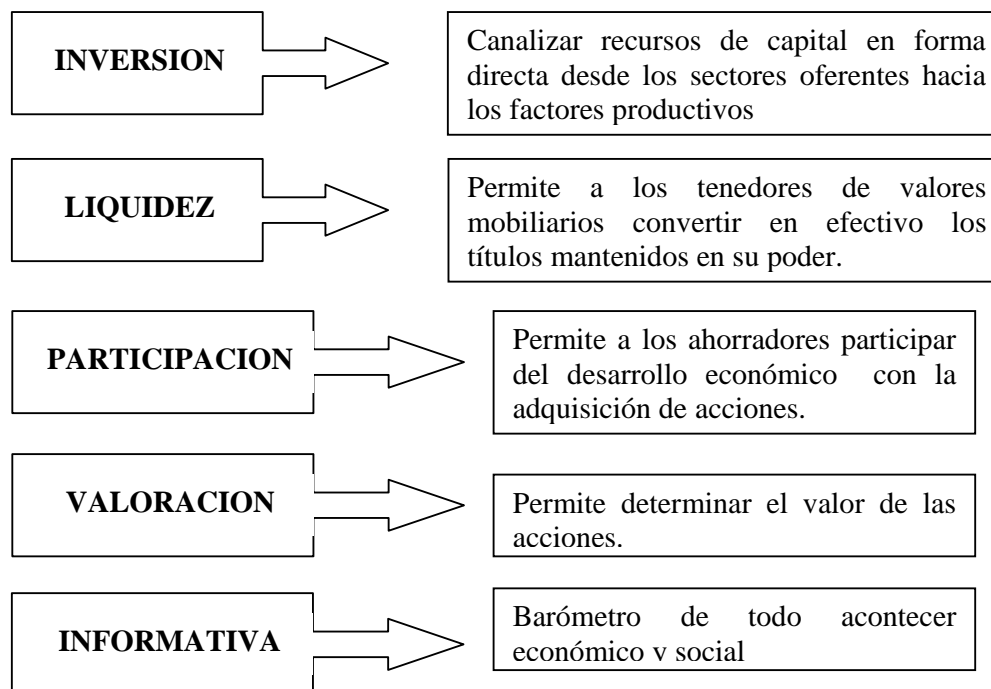 INVERSION
Canalizar recursos de capital en forma
directa desde los sectores oferentes hacia
los factores productivos
LIQUIDEZ
Permite a los tenedores de valores
mobiliarios convertir en efectivo los
títulos mantenidos en su poder.
PARTICIPACION
Permite a los ahorradores participar
del desarrollo económico con la
adquisición de acciones.
VALORACION
Permite determinar el valor de las
acciones.
INFORMATIVA
Barómetro de todo acontecer
económico y social